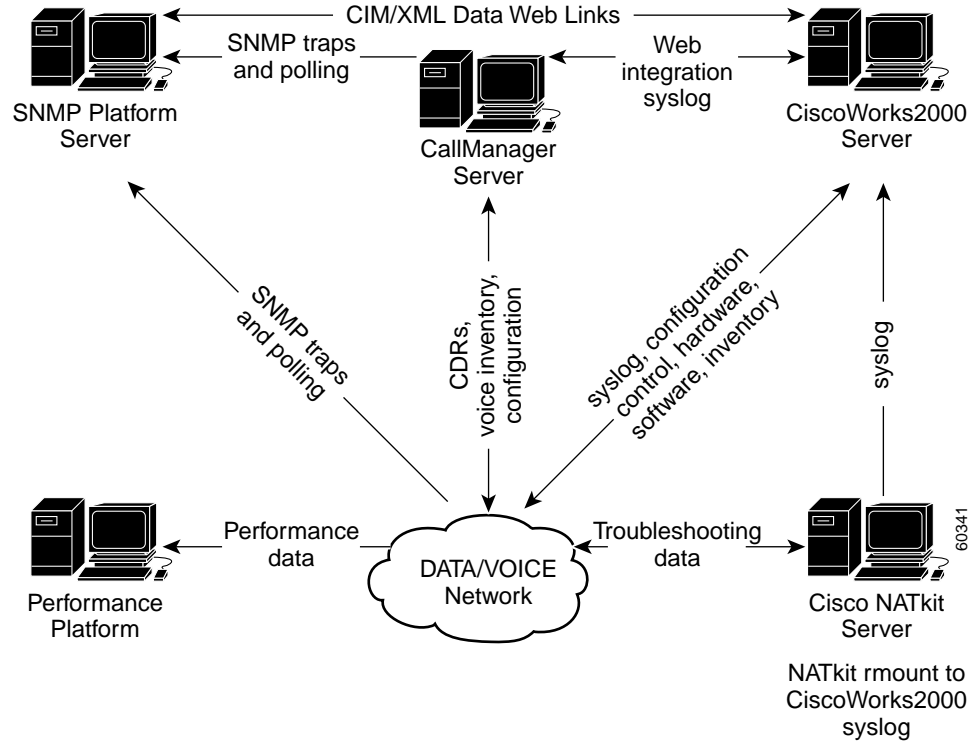 CIM/XML Data Web Links
SNMP traps
and polling
Web
integration
syslog
SNMP Platform
Server
CallManager
Server
CiscoWorks2000
Server
SNMP traps
and polling
CDRs,
voice inventory,
configuration
syslog, configuration
control, hardware,
software, inventory
syslog
Performance
data
DATA/VOICE
Network
Troubleshooting
data
60341
Performance
Platform
Cisco NATkit
Server
NATkit rmount to
CiscoWorks2000
syslog